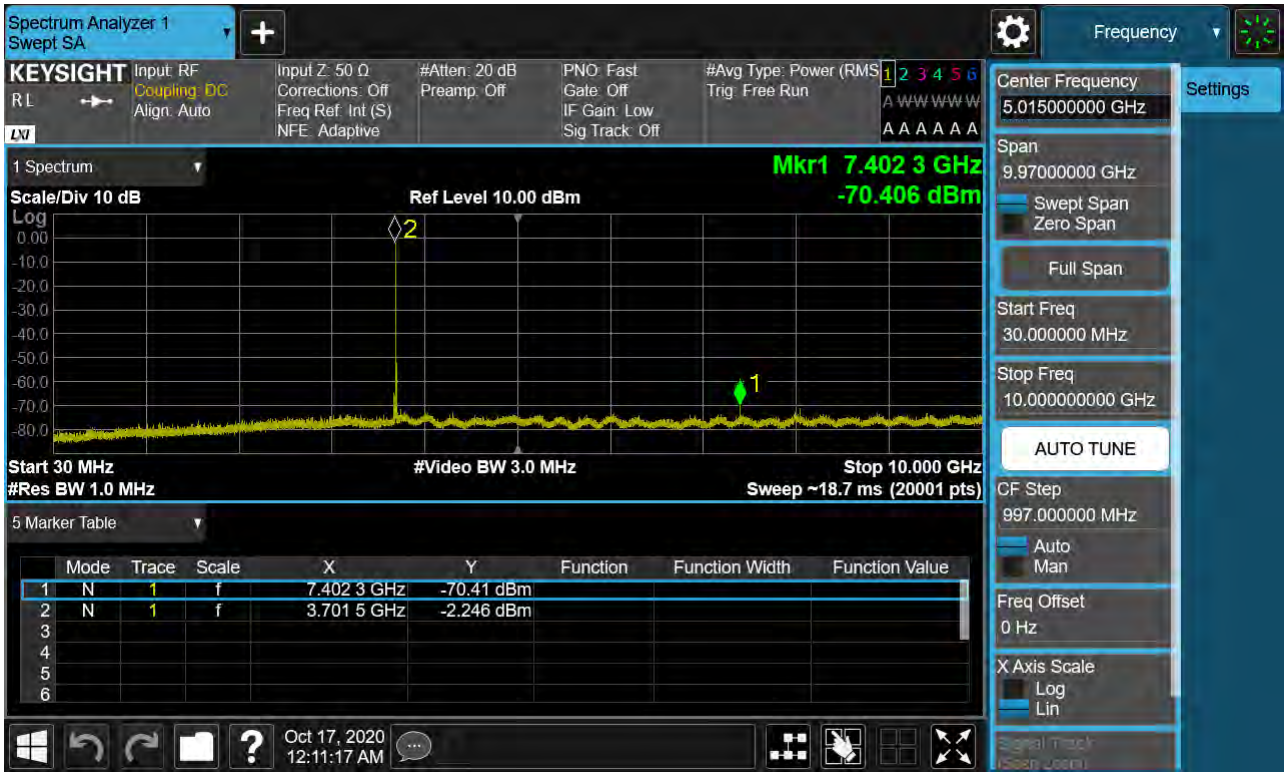 Spectrum Analyzer 1
Swept SA
+
Frequency
KEYSIGHT
RL
LXI
Input: RF
Coupling: DC
Align: Auto
Input Z: 50 Ω
Corrections: Off
Freq Ref: Int (S)
NFE: Adaptive
#Atten: 20 dB
Preamp: Off
PNO: Fast
Gate: Off
IF Gain: Low
Sig Track: Off
#Avg Type: Power (RMS
Trig: Free Run
1 2 3 4 5 6
A W W W W W
A A A A A A
1 Spectrum
Scale/Div 10 dB
Ref Level 10.00 dBm
Mkr1 7.402 3 GHz
-70.406 dBm
Log
0.00
-10.0
-20.0
-30.0
-40.0
-50.0
-60.0
-70.0
-80.0
2
1
Start 30 MHz
#Video BW 3.0 MHz
Stop 10.000 GHz
#Res BW 1.0 MHz
Sweep ~18.7 ms (20001 pts)
5 Marker Table
Mode Trace Scale X Y Function Function Width Function Value
1 N 1 f 7.402 3 GHz -70.41 dBm
2 N 1 f 3.701 5 GHz -2.246 dBm
3
4
5
6
Center Frequency
5.015000000 GHz
Settings
Span
9.97000000 GHz
Swept Span
Zero Span
Full Span
Start Freq
30.000000 MHz
Stop Freq
10.000000000 GHz
AUTO TUNE
CF Step
997.000000 MHz
Auto
Man
Freq Offset
0 Hz
X Axis Scale
Log
Lin
Signal Track
(Span Zoom)
?
Oct 17, 2020
12:11:17 AM